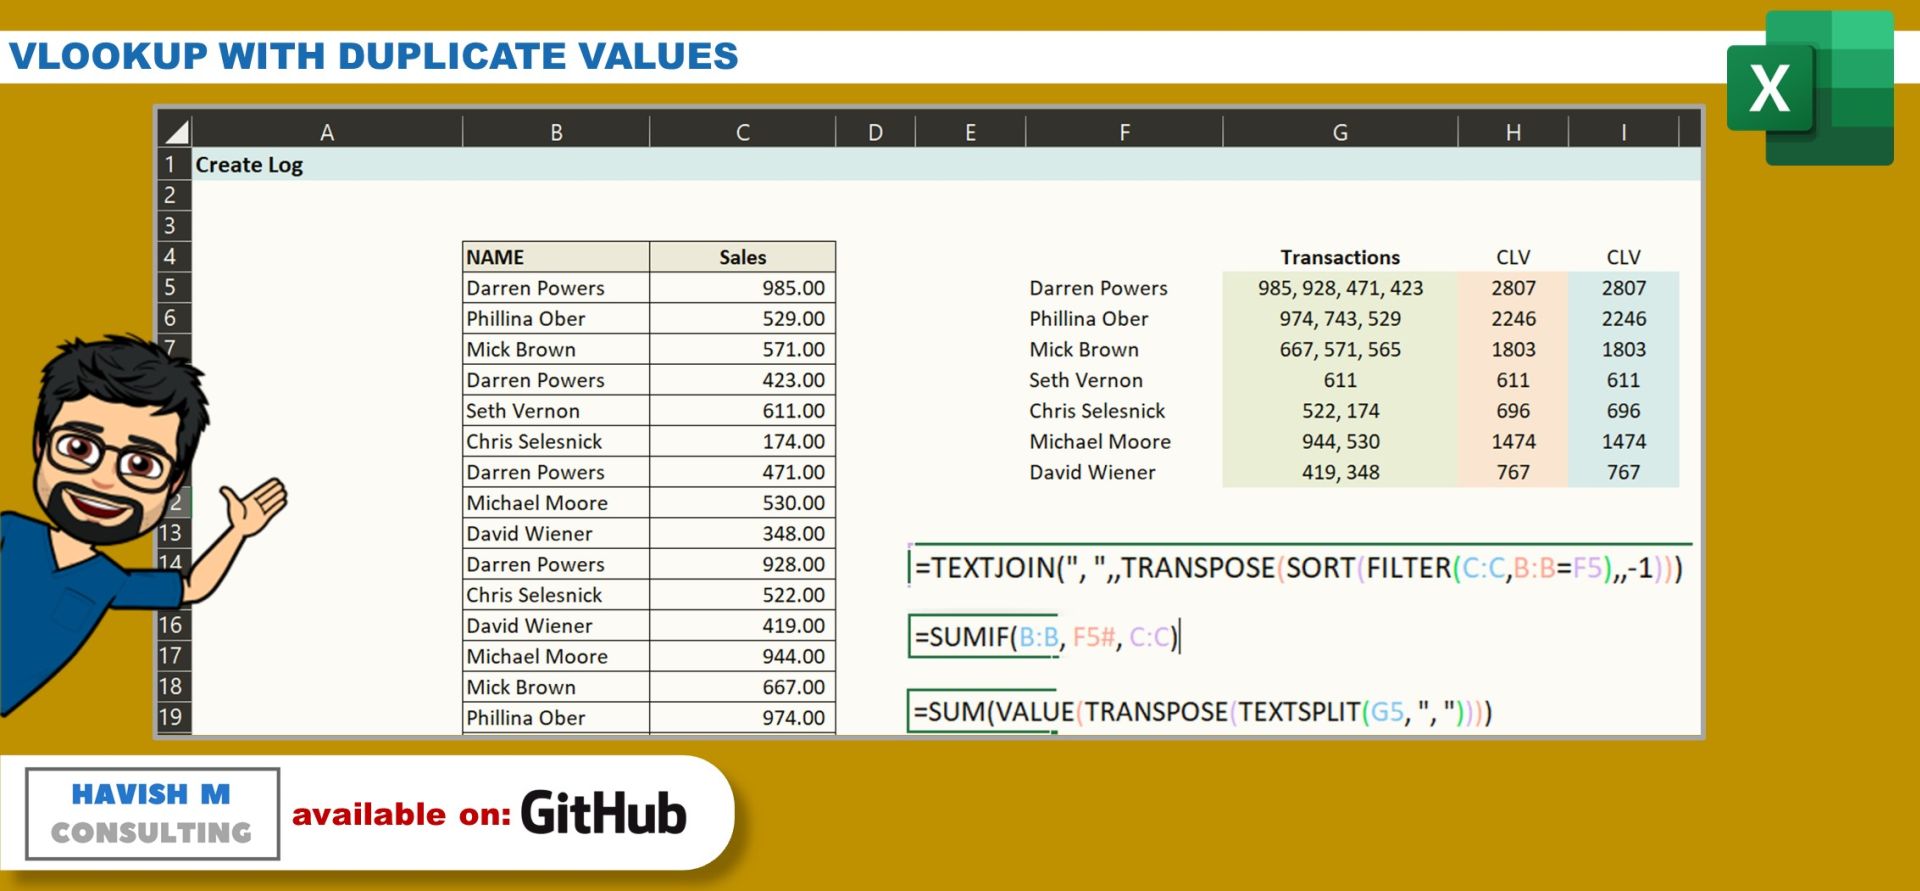 VLOOKUP WITH DUPLICATE VALUES
X
A B C D E F G H I
1 Create Log
2
3
4 NAME Sales Transactions CLV CLV
5 Darren Powers 985.00 Darren Powers 985, 928, 471, 423 2807 2807
6 Phillina Ober 529.00 Phillina Ober 974, 743, 529 2246 2246
7 Mick Brown 571.00 Mick Brown 667, 571, 565 1803 1803
Darren Powers 423.00 Seth Vernon 611 611 611
Seth Vernon 611.00 Chris Selesnick 522, 174 696 696
Chris Selesnick 174.00 Michael Moore 944, 530 1474 1474
Darren Powers 471.00 David Wiener 419, 348 767 767
2 Michael Moore 530.00
13 David Wiener 348.00
14 Darren Powers 928.00 =TEXTJOIN(", ",,TRANSPOSE(SORT(FILTER(C:C,B:B=F5),,-1)))
Chris Selesnick 522.00
16 David Wiener 419.00 =SUMIF(B:B, F5#, C:C)
17 Michael Moore 944.00
18 Mick Brown 667.00
19 Phillina Ober 974.00 =SUM(VALUE(TRANSPOSE(TEXTSPLIT(G5, ", "))))
HAVISH M
CONSULTING
available on: GitHub